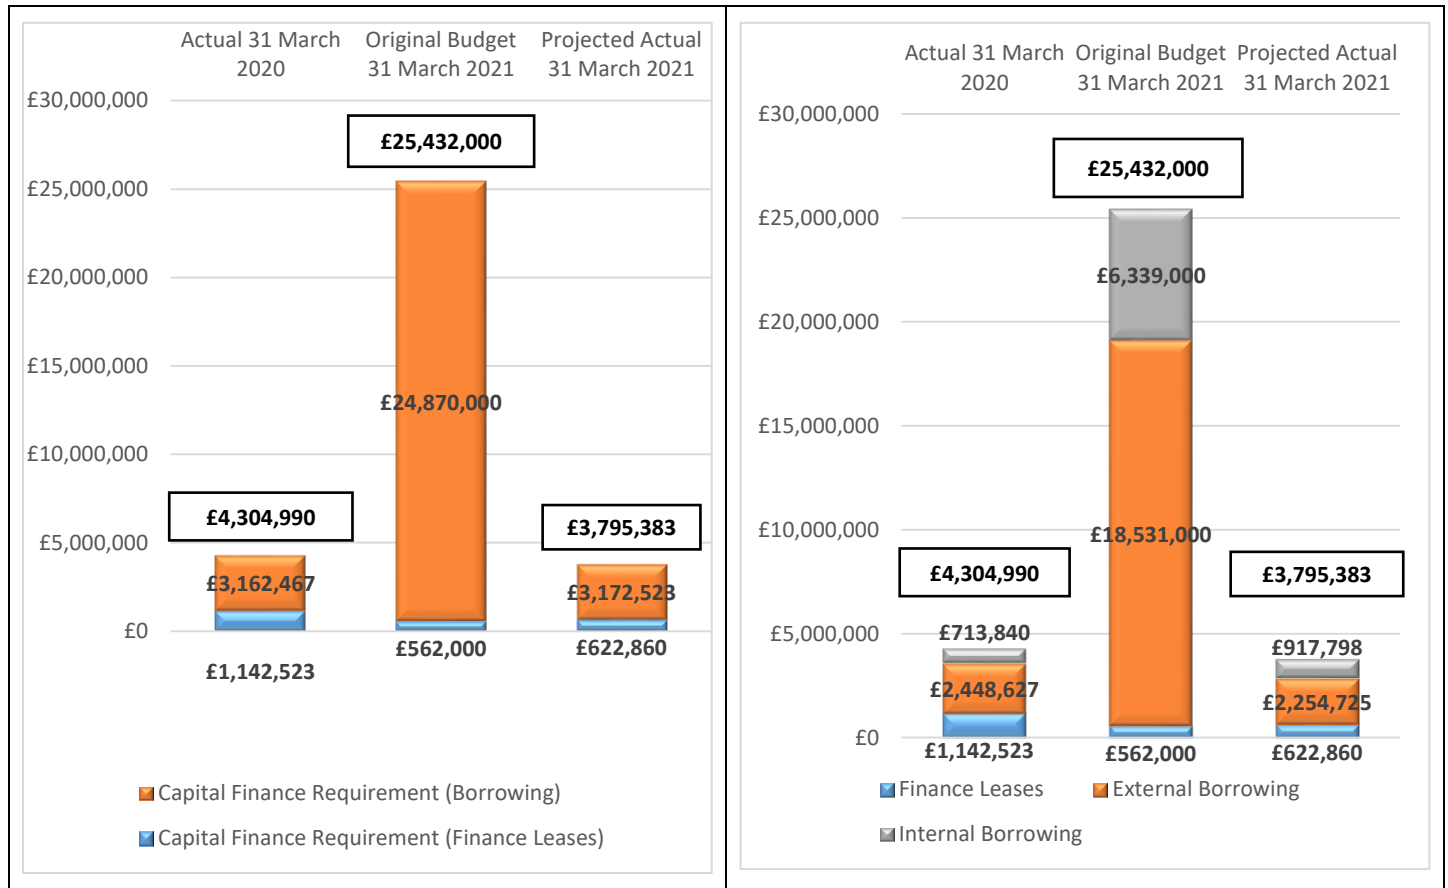 Actual 31 March
2020
Original Budget
31 March 2021
Projected Actual
31 March 2021
£30,000,000
£25,000,000
£20,000,000
£15,000,000
£10,000,000
£5,000,000
£0
£25,432,000
£24,870,000
£4,304,990
£3,795,383
£3,162,467
£3,172,523
£1,142,523
£562,000
£622,860
Capital Finance Requirement (Borrowing)
Capital Finance Requirement (Finance Leases)
Actual 31 March
2020
Original Budget
31 March 2021
Projected Actual
31 March 2021
£30,000,000
£25,000,000
£20,000,000
£15,000,000
£10,000,000
£5,000,000
£0
£25,432,000
£6,339,000
£18,531,000
£4,304,990
£3,795,383
£713,840
£917,798
£2,448,627
£2,254,725
£1,142,523
£562,000
£622,860
Finance Leases
External Borrowing
Internal Borrowing